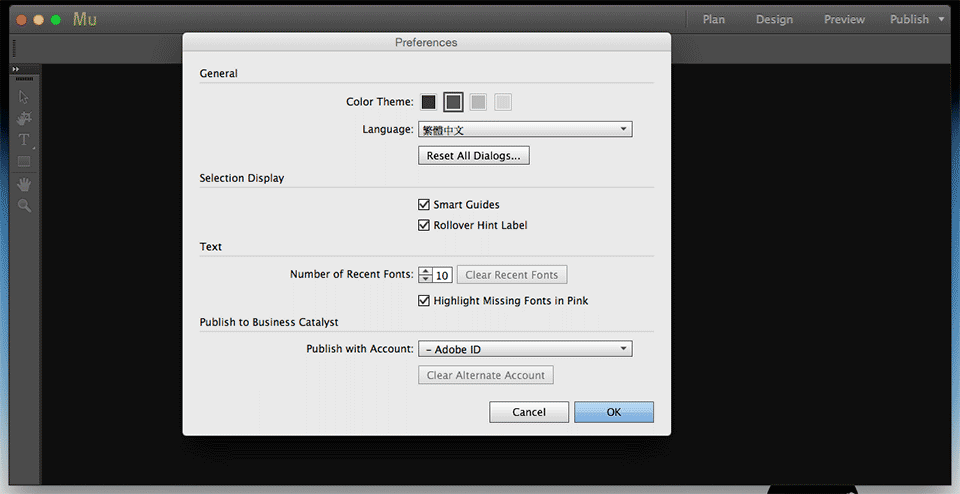 Mu
Plan Design Preview Publish
Preferences
General
Color Theme:
Language: 繁體中文
Reset All Dialogs...
Selection Display
Smart Guides
Rollover Hint Label
Text
Number of Recent Fonts: 10 Clear Recent Fonts
Highlight Missing Fonts in Pink
Publish to Business Catalyst
Publish with Account: – Adobe ID
Clear Alternate Account
Cancel OK
T